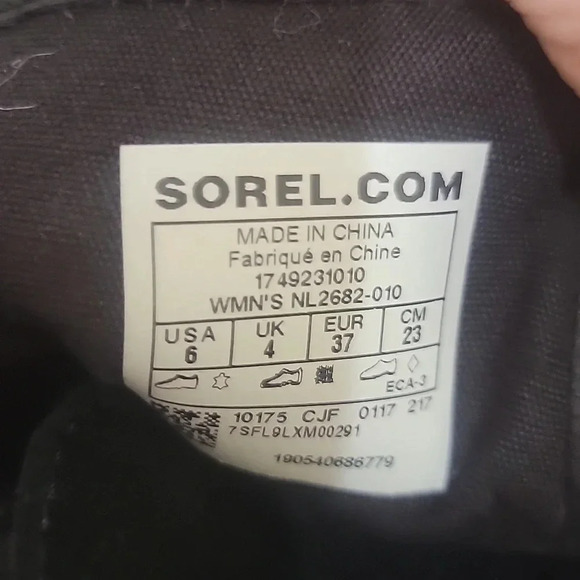 SOREL.COM
MADE IN CHINA
Fabriqué en Chine
1749231010
WMN'S NL2682-010
USA UK EUR CM
6 4 37 23
ECA-3
10175 CJF 0117 217
7SFL9LXM00291
190540686779